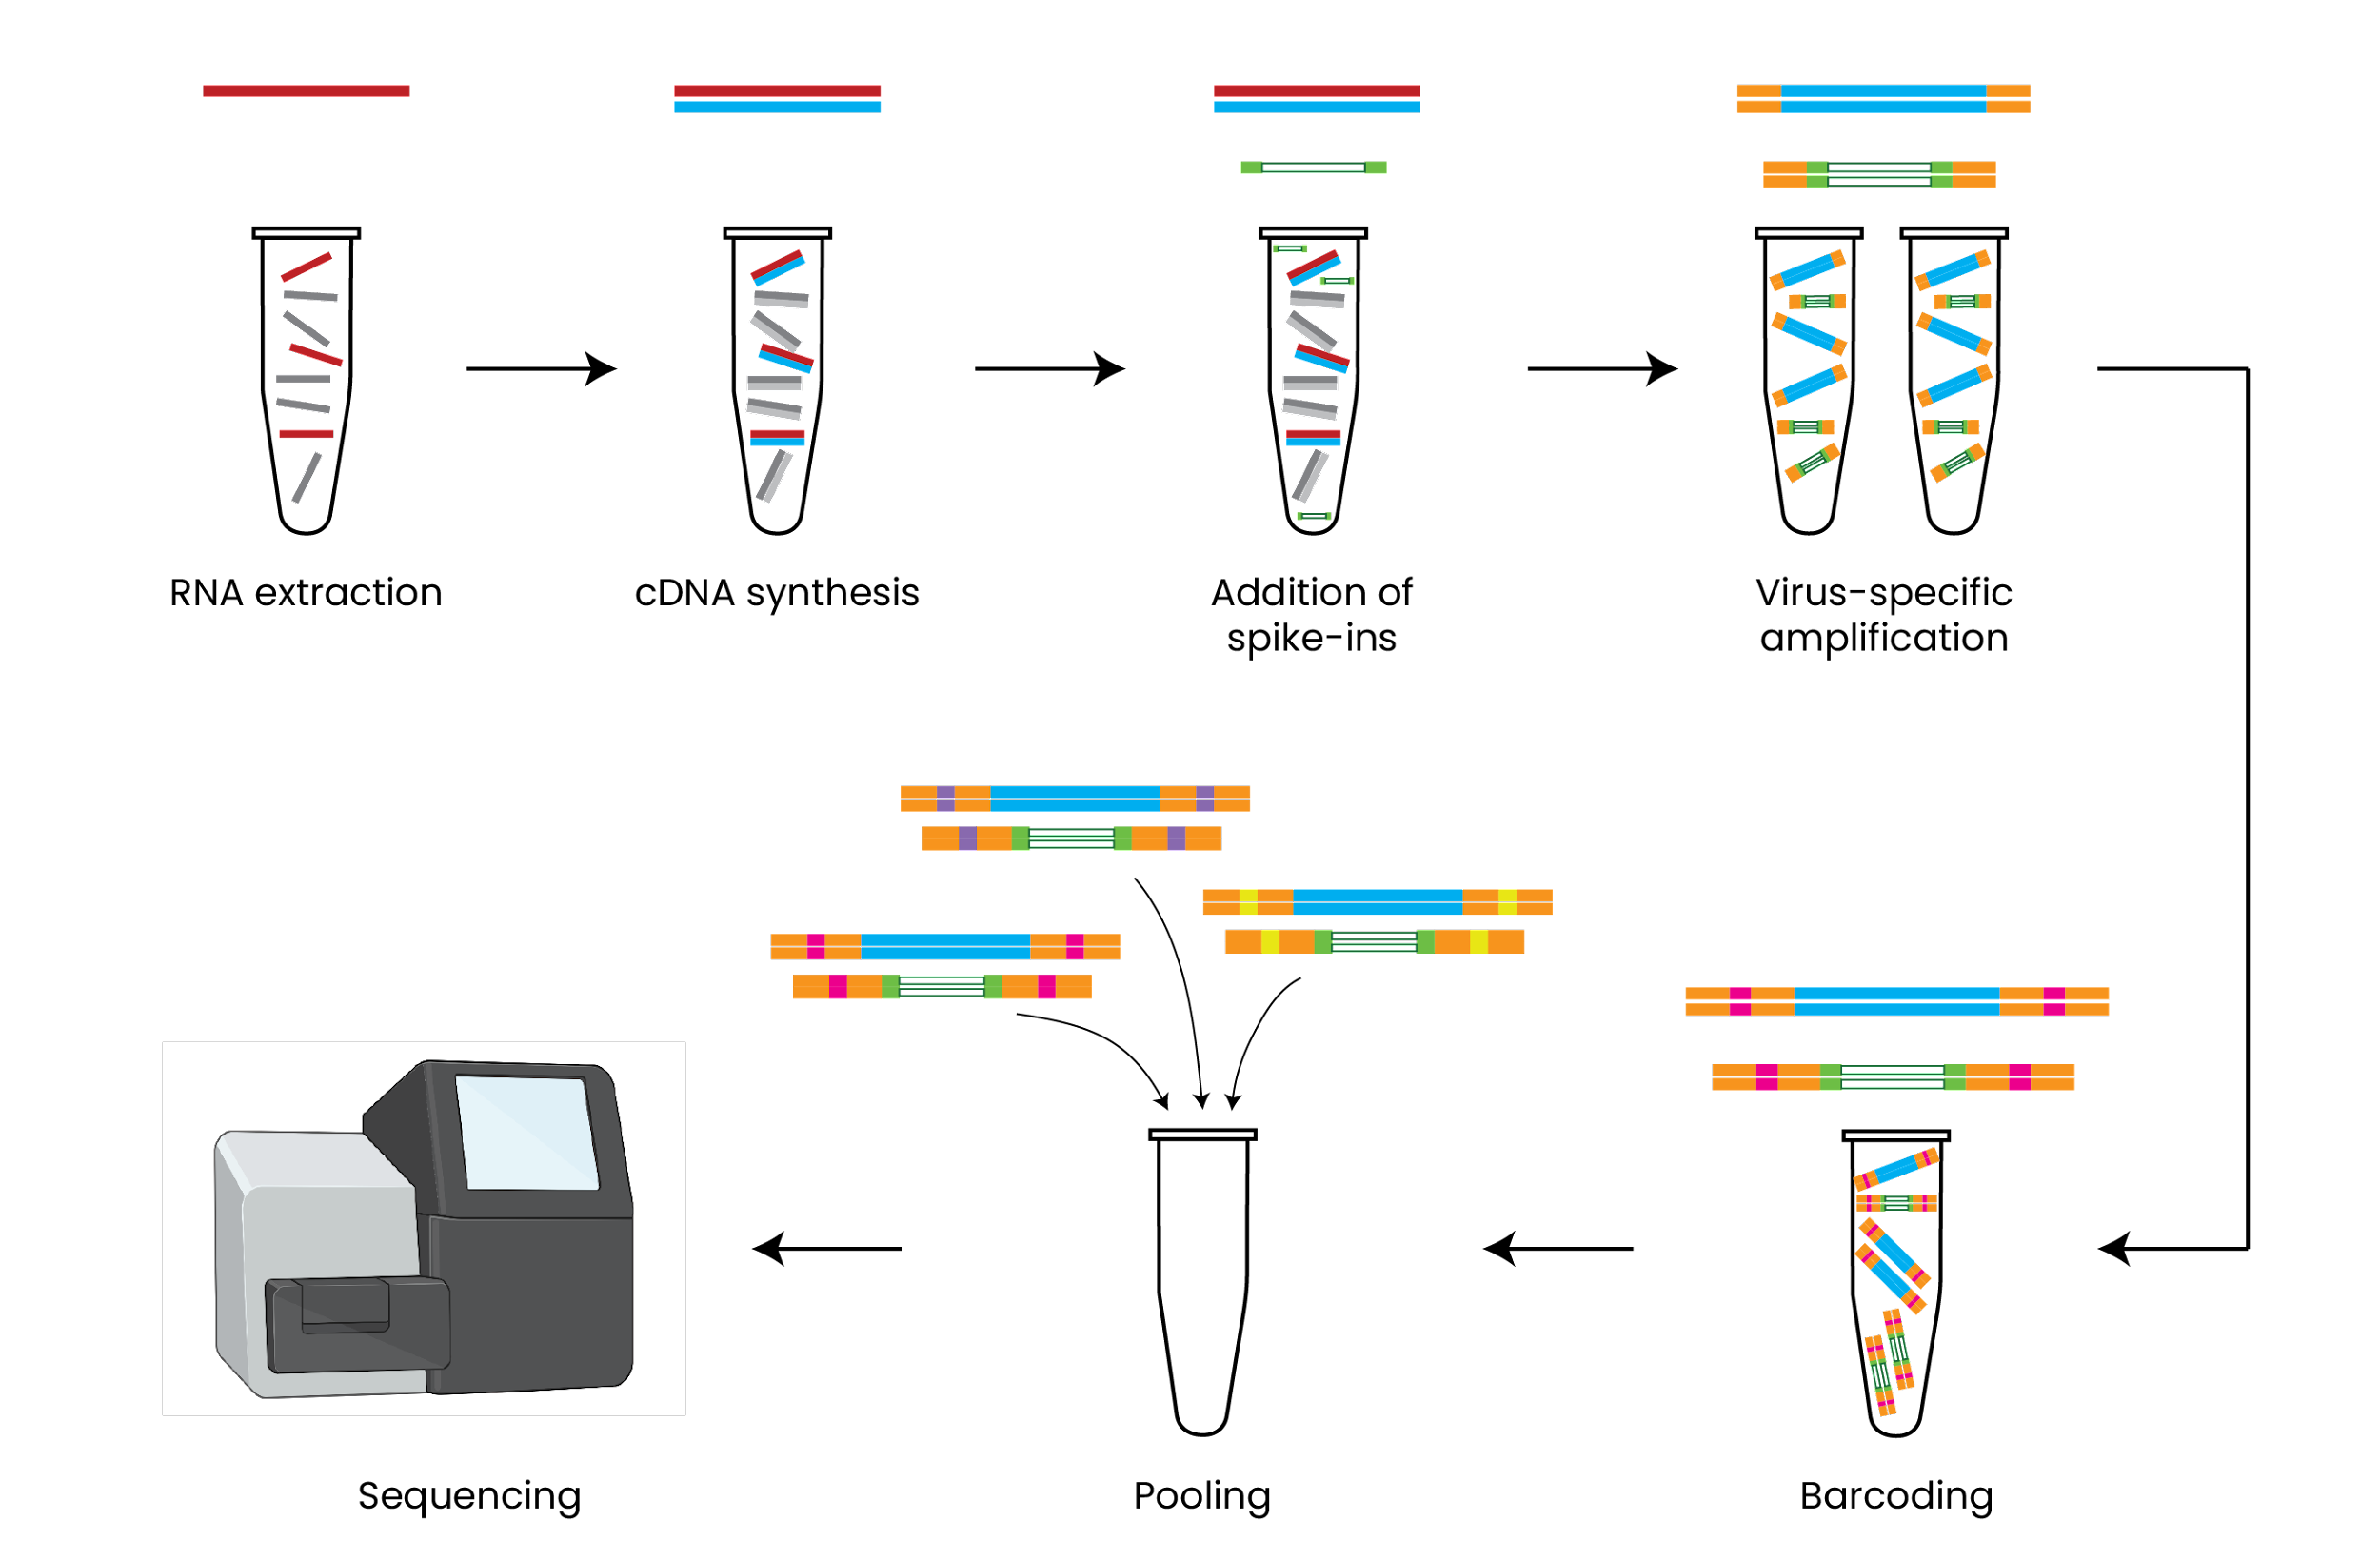 RNA extraction
cDNA synthesis
Addition of
spike-ins
Virus-specific
amplification
Sequencing
Pooling
Barcoding